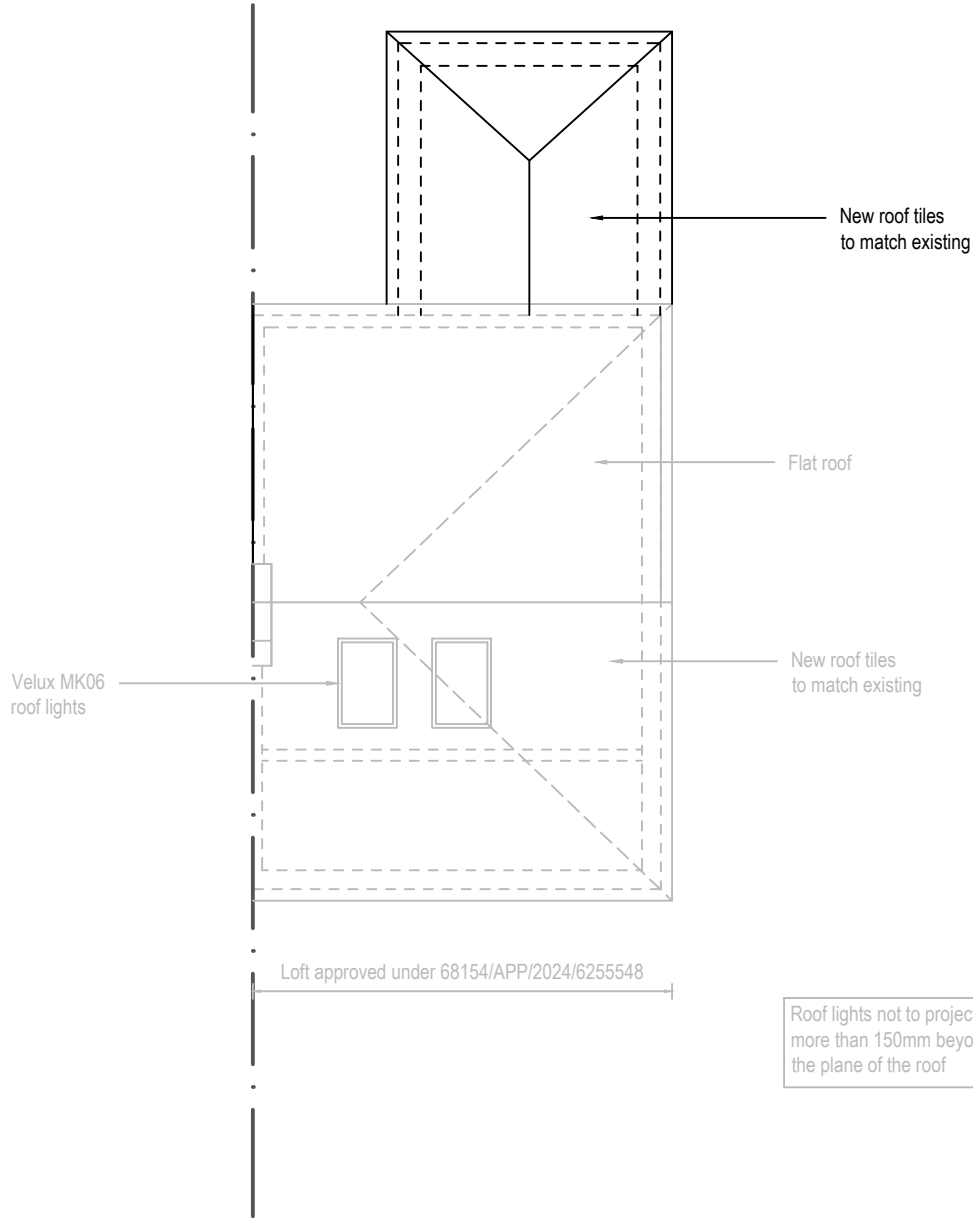 New roof tiles
to match existing
Flat roof
New roof tiles
to match existing
Velux MK06
roof lights
Loft approved under 68154/APP/2024/6255548
Roof lights not to projec
more than 150mm beyo
the plane of the roof